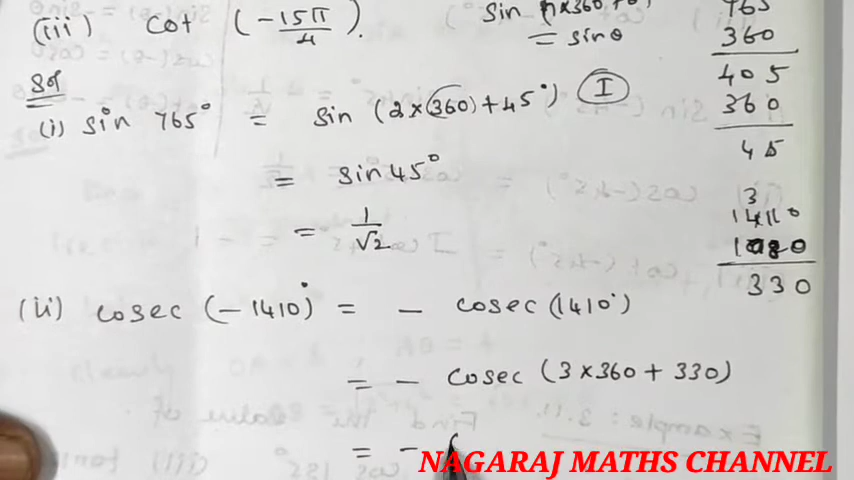 (iii) cot (-15π/4).
sin (n×360+θ)
= sinθ
765
360
405
360
45
Sol
(i) sin 765° = sin (2×360)+45°) I
= sin45°
= 1/√2
3
1410
1080
330
(ii) cosec (-1410°) = - cosec (1410°)
= - cosec (3×360+330)
= -
NAGARAJ MATHS CHANNEL